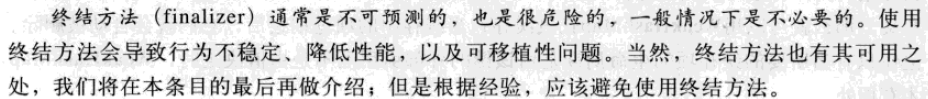 终结方法（finalizer）通常是不可预测的，也是很危险的，一般情况下是不必要的。使用
终结方法会导致行为不稳定、降低性能，以及可移植性问题。当然，终结方法也有其可用之
处，我们将在本条目的最后再做介绍；但是根据经验，应该避免使用终结方法。